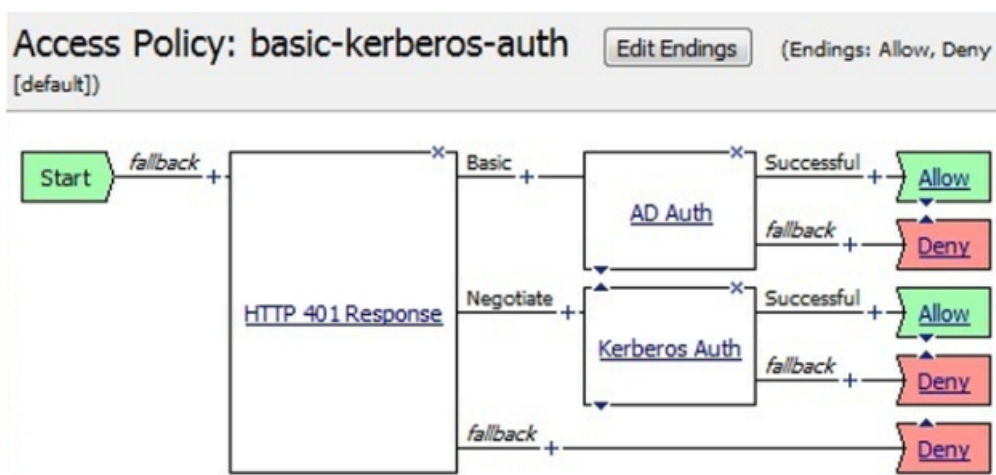 Access Policy: basic-kerberos-auth Edit Endings (Endings: Allow, Deny
[default])
Start fallback + HTTP 401 Response
Basic + AD Auth
Successful + Allow
fallback + Deny
Negotiate + Kerberos Auth
Successful + Allow
fallback + Deny
fallback + Deny